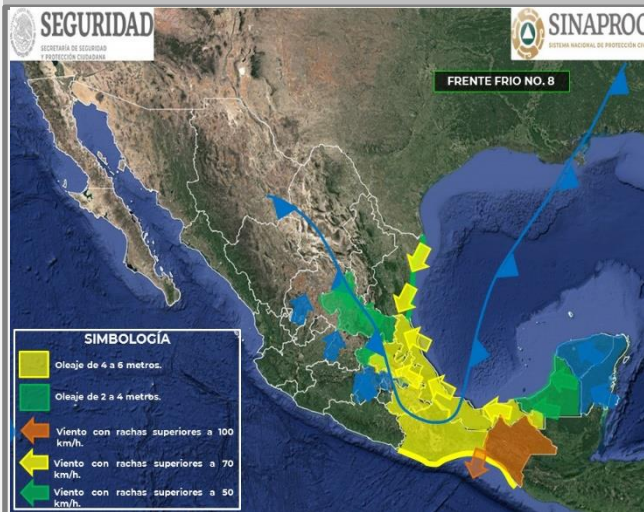 SEGURIDAD
SECRETARÍA DE SEGURIDAD
Y PROTECCIÓN CIUDADANA
SINAPROC
SISTEMA NACIONAL DE PROTECCIÓN CI
FRENTE FRIO NO. 8
SIMBOLOGÍA
Oleaje de 4 a 6 metros.
Oleaje de 2 a 4 metros.
Viento con rachas superiores a 100
km/h.
Viento con rachas superiores a 70
km/h.
Viento con rachas superiores a 50
km/h.